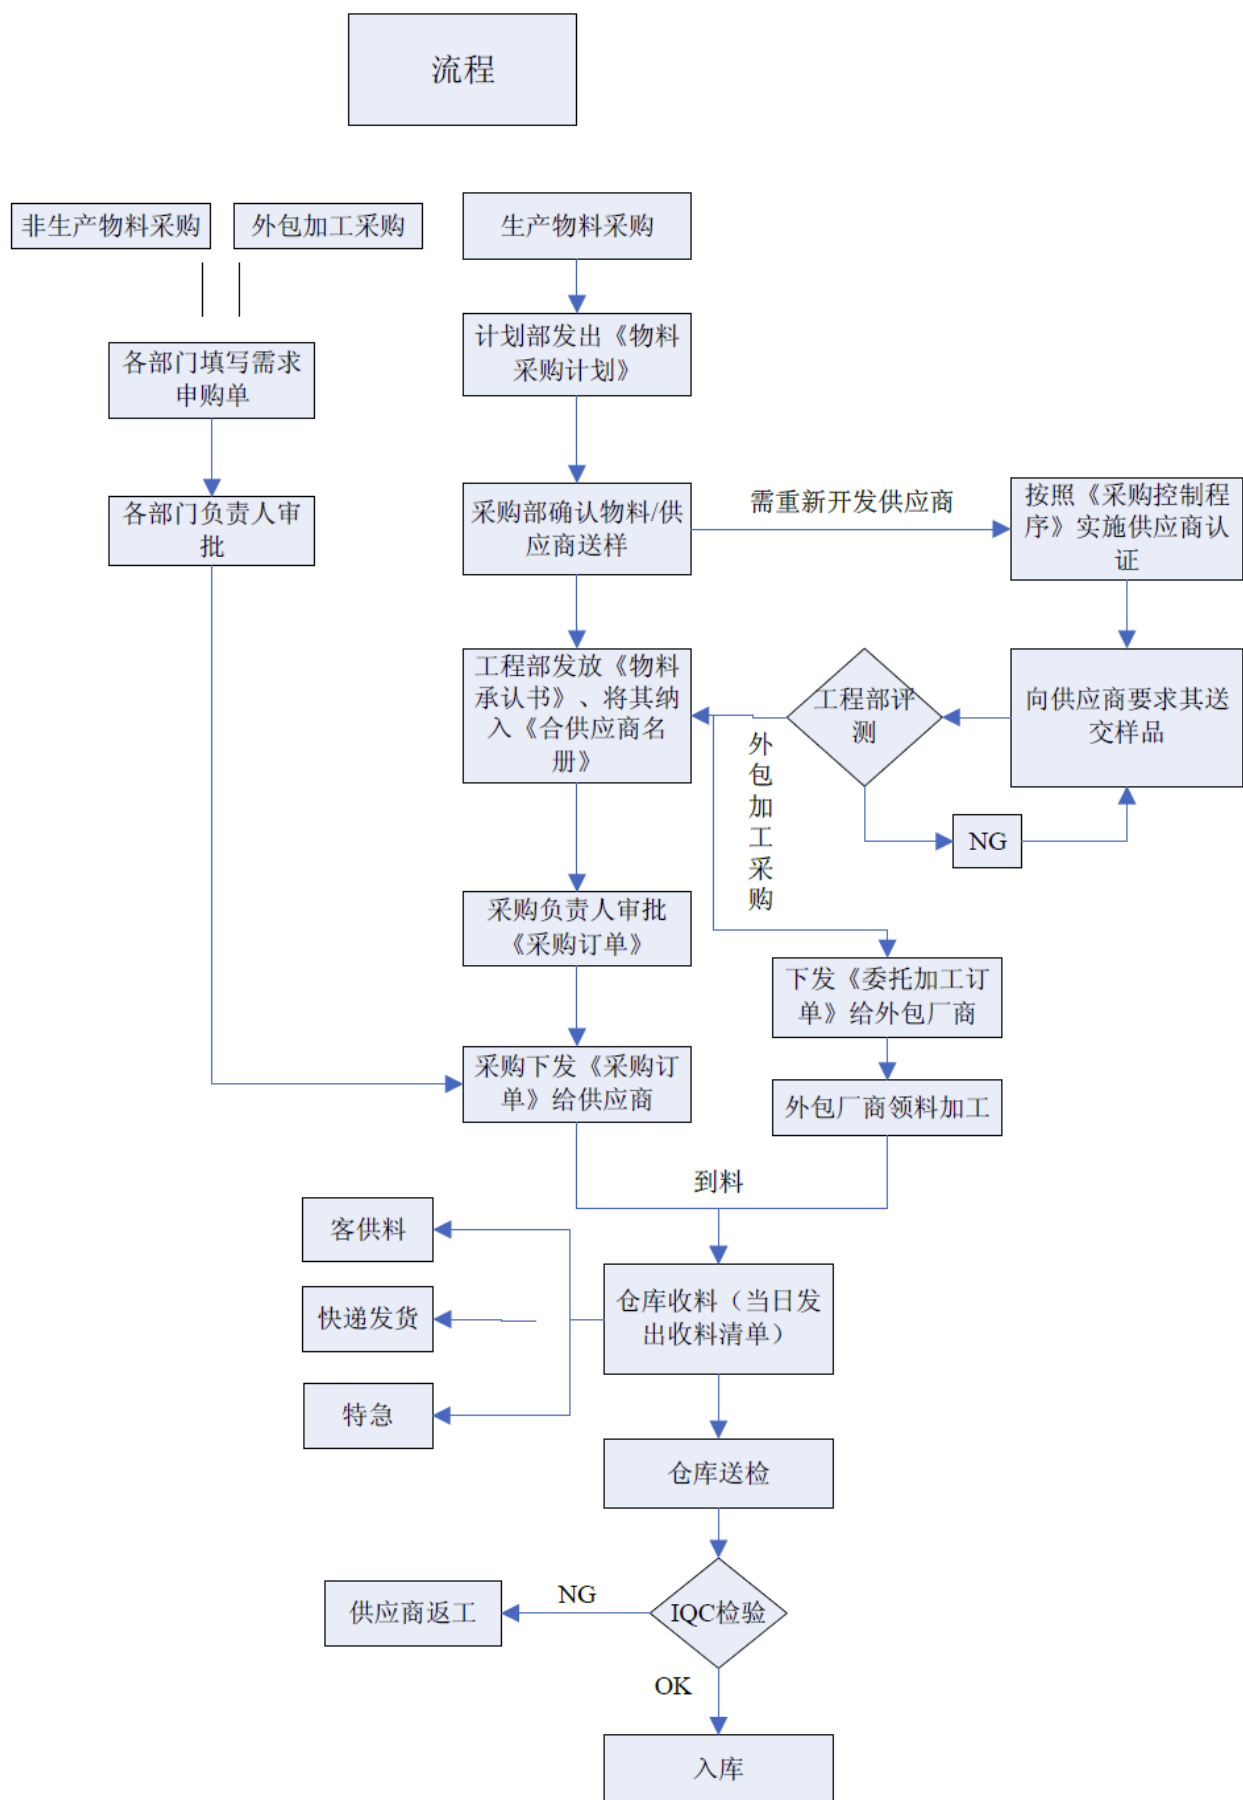 流程
非生产物料采购
外包加工采购
生产物料采购
计划部发出《物料
采购计划》
各部门填写需求
申购单
采购部确认物料/供
应商送样
需重新开发供应商
按照《采购控制程
序》实施供应商认
证
各部门负责人审
批
工程部发放《物料
承认书》、将其纳
入《合供应商名
册》
工程部评
测
向供应商要求其送
交样品
外
包
加
工
采
购
NG
采购负责人审批
《采购订单》
下发《委托加工订
单》给外包厂商
采购下发《采购订
单》给供应商
外包厂商领料加工
到料
客供料
快递发货
特急
仓库收料（当日发
出收料清单）
仓库送检
IQC检验
NG
供应商返工
OK
入库